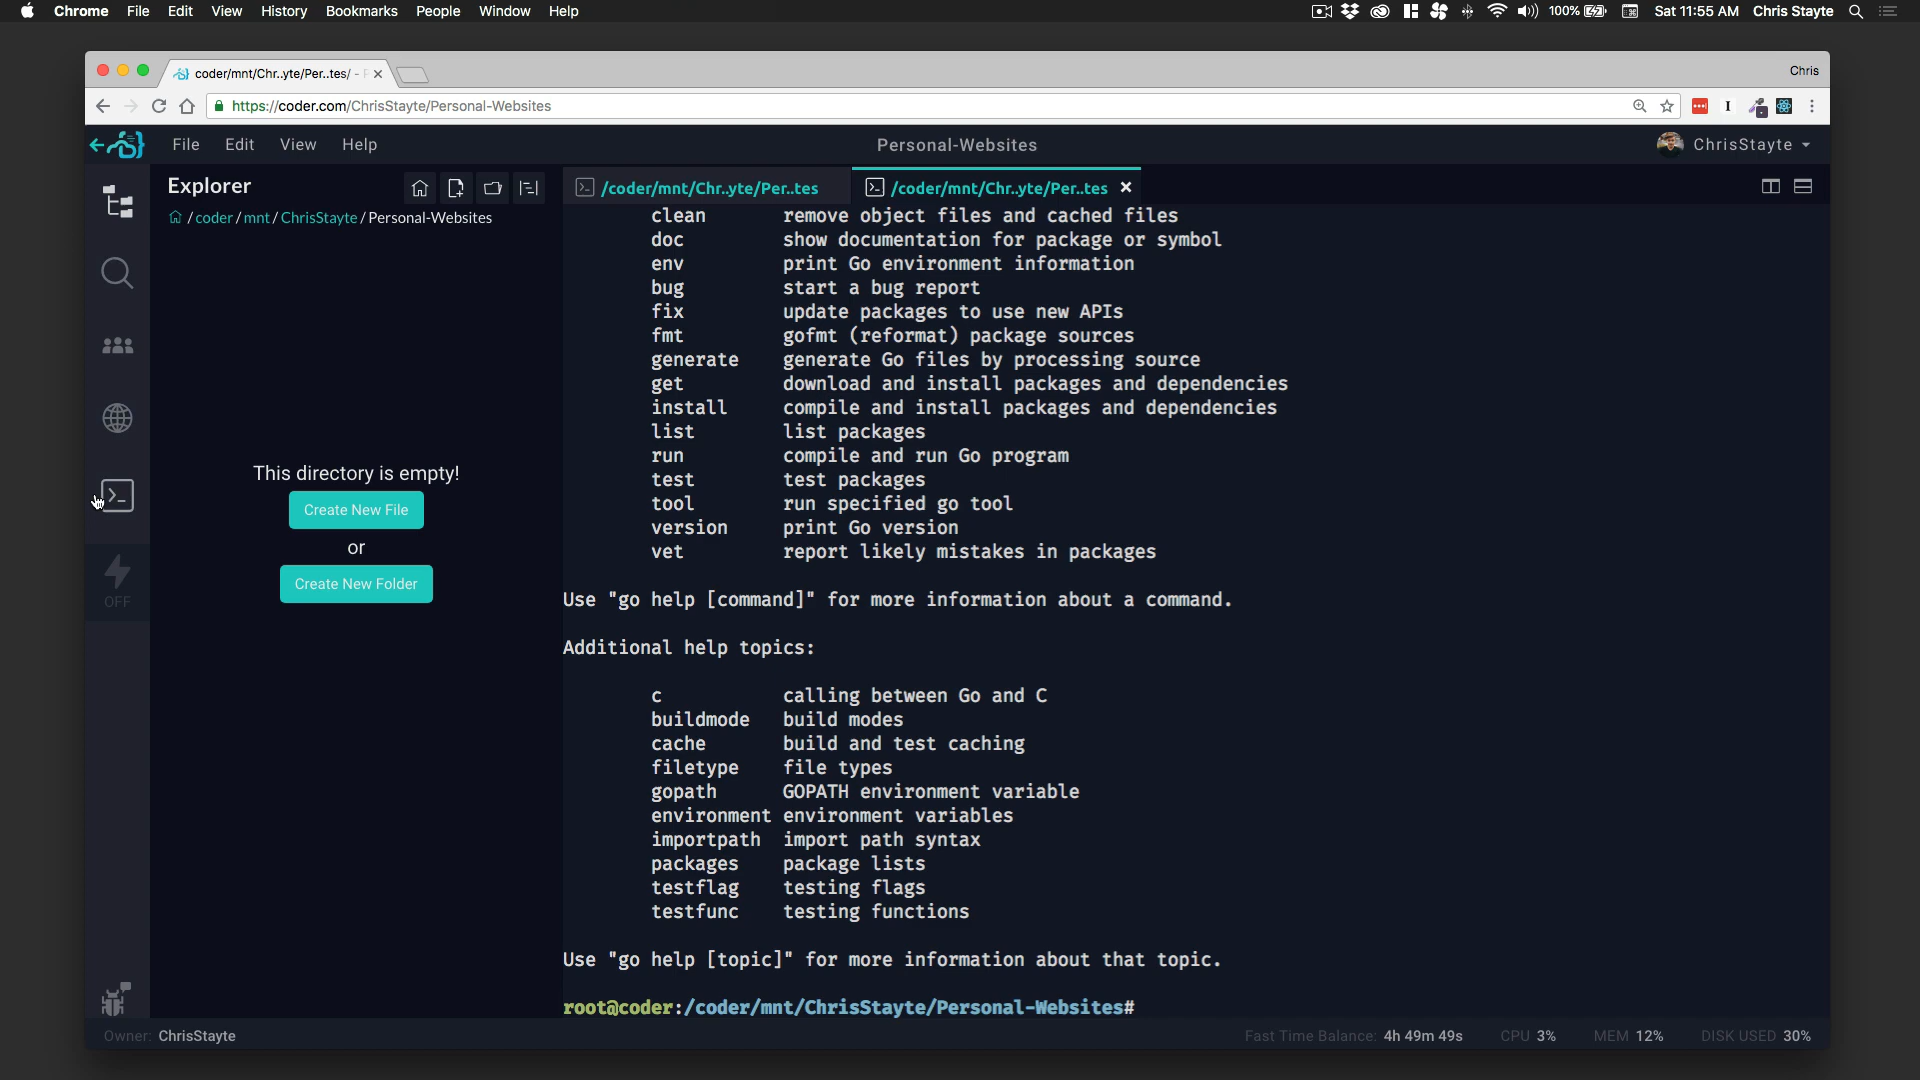 Chrome File Edit View History Bookmarks People Window Help 100% Sat 11:55 AM Chris Stayte
coder/mnt/Chr..yte/Per..tes/ - Chris
https://coder.com/ChrisStayte/Personal-Websites
File Edit View Help Personal-Websites ChrisStayte
Explorer
/coder/mnt/Chr..yte/Per..tes /coder/mnt/Chr..yte/Per..tes
/ coder / mnt / ChrisStayte / Personal-Websites
clean remove object files and cached files
doc show documentation for package or symbol
env print Go environment information
bug start a bug report
fix update packages to use new APIs
fmt gofmt (reformat) package sources
generate generate Go files by processing source
get download and install packages and dependencies
install compile and install packages and dependencies
list list packages
run compile and run Go program
test test packages
tool run specified go tool
version print Go version
vet report likely mistakes in packages
Use "go help [command]" for more information about a command.
Additional help topics:
c calling between Go and C
buildmode build modes
cache build and test caching
filetype file types
gopath GOPATH environment variable
environment environment variables
importpath import path syntax
packages package lists
testflag testing flags
testfunc testing functions
Use "go help [topic]" for more information about that topic.
root@coder:/coder/mnt/ChrisStayte/Personal-Websites#
This directory is empty!
Create New File
or
Create New Folder
OFF
Owner: ChrisStayte Fast Time Balance: 4h 49m 49s CPU 3% MEM 12% DISK USED 30%